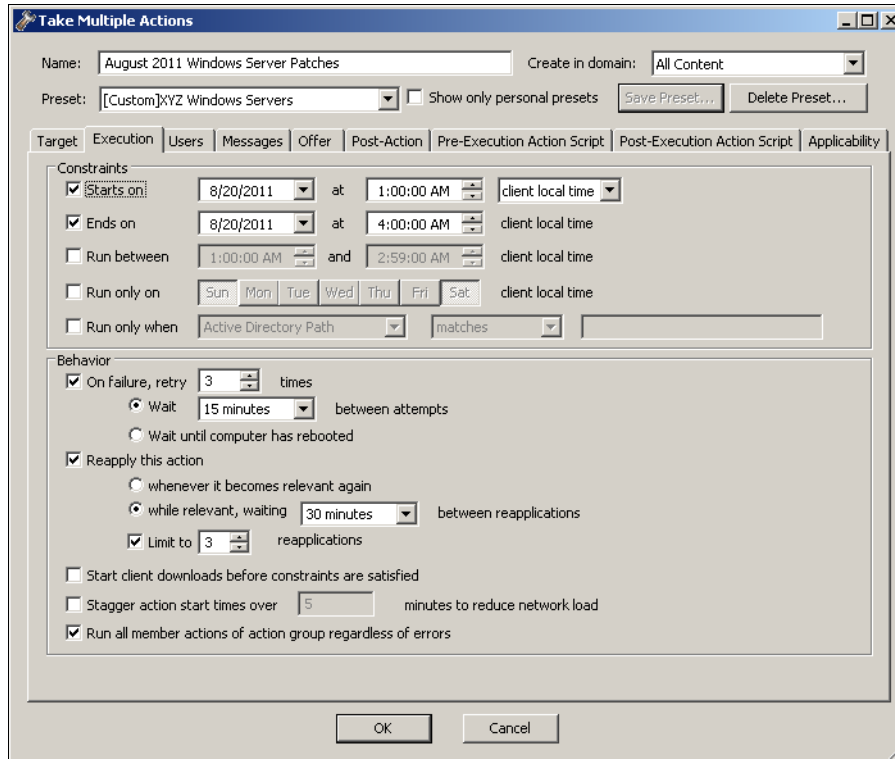 Take Multiple Actions
Name: August 2011 Windows Server Patches Create in domain: All Content
Preset: [Custom]XYZ Windows Servers Show only personal presets Save Preset... Delete Preset...
Target Execution Users Messages Offer Post-Action Pre-Execution Action Script Post-Execution Action Script Applicability
Constraints
Starts on 8/20/2011 at 1:00:00 AM client local time
Ends on 8/20/2011 at 4:00:00 AM client local time
Run between 1:00:00 AM and 2:59:00 AM client local time
Run only on Sun Mon Tue Wed Thu Fri Sat client local time
Run only when Active Directory Path matches
Behavior
On failure, retry 3 times
Wait 15 minutes between attempts
Wait until computer has rebooted
Reapply this action
whenever it becomes relevant again
while relevant, waiting 30 minutes between reapplications
Limit to 3 reapplications
Start client downloads before constraints are satisfied
Stagger action start times over 5 minutes to reduce network load
Run all member actions of action group regardless of errors
OK Cancel